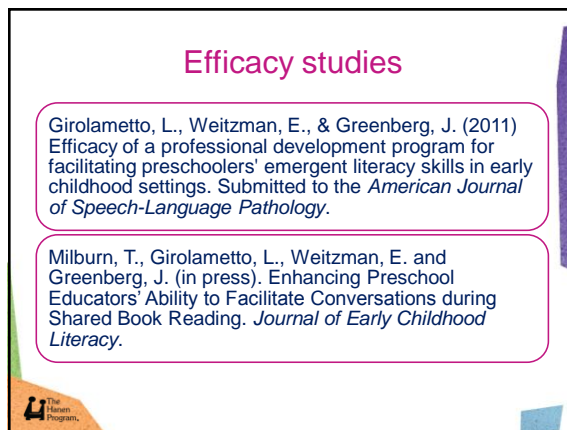 Efficacy studies
Girolametto, L., Weitzman, E., & Greenberg, J. (2011)
Efficacy of a professional development program for
facilitating preschoolers' emergent literacy skills in early
childhood settings. Submitted to the American Journal
of Speech-Language Pathology.
Milburn, T., Girolametto, L., Weitzman, E. and
Greenberg, J. (in press). Enhancing Preschool
Educators' Ability to Facilitate Conversations during
Shared Book Reading. Journal of Early Childhood
Literacy.
The
Hanen
Program®